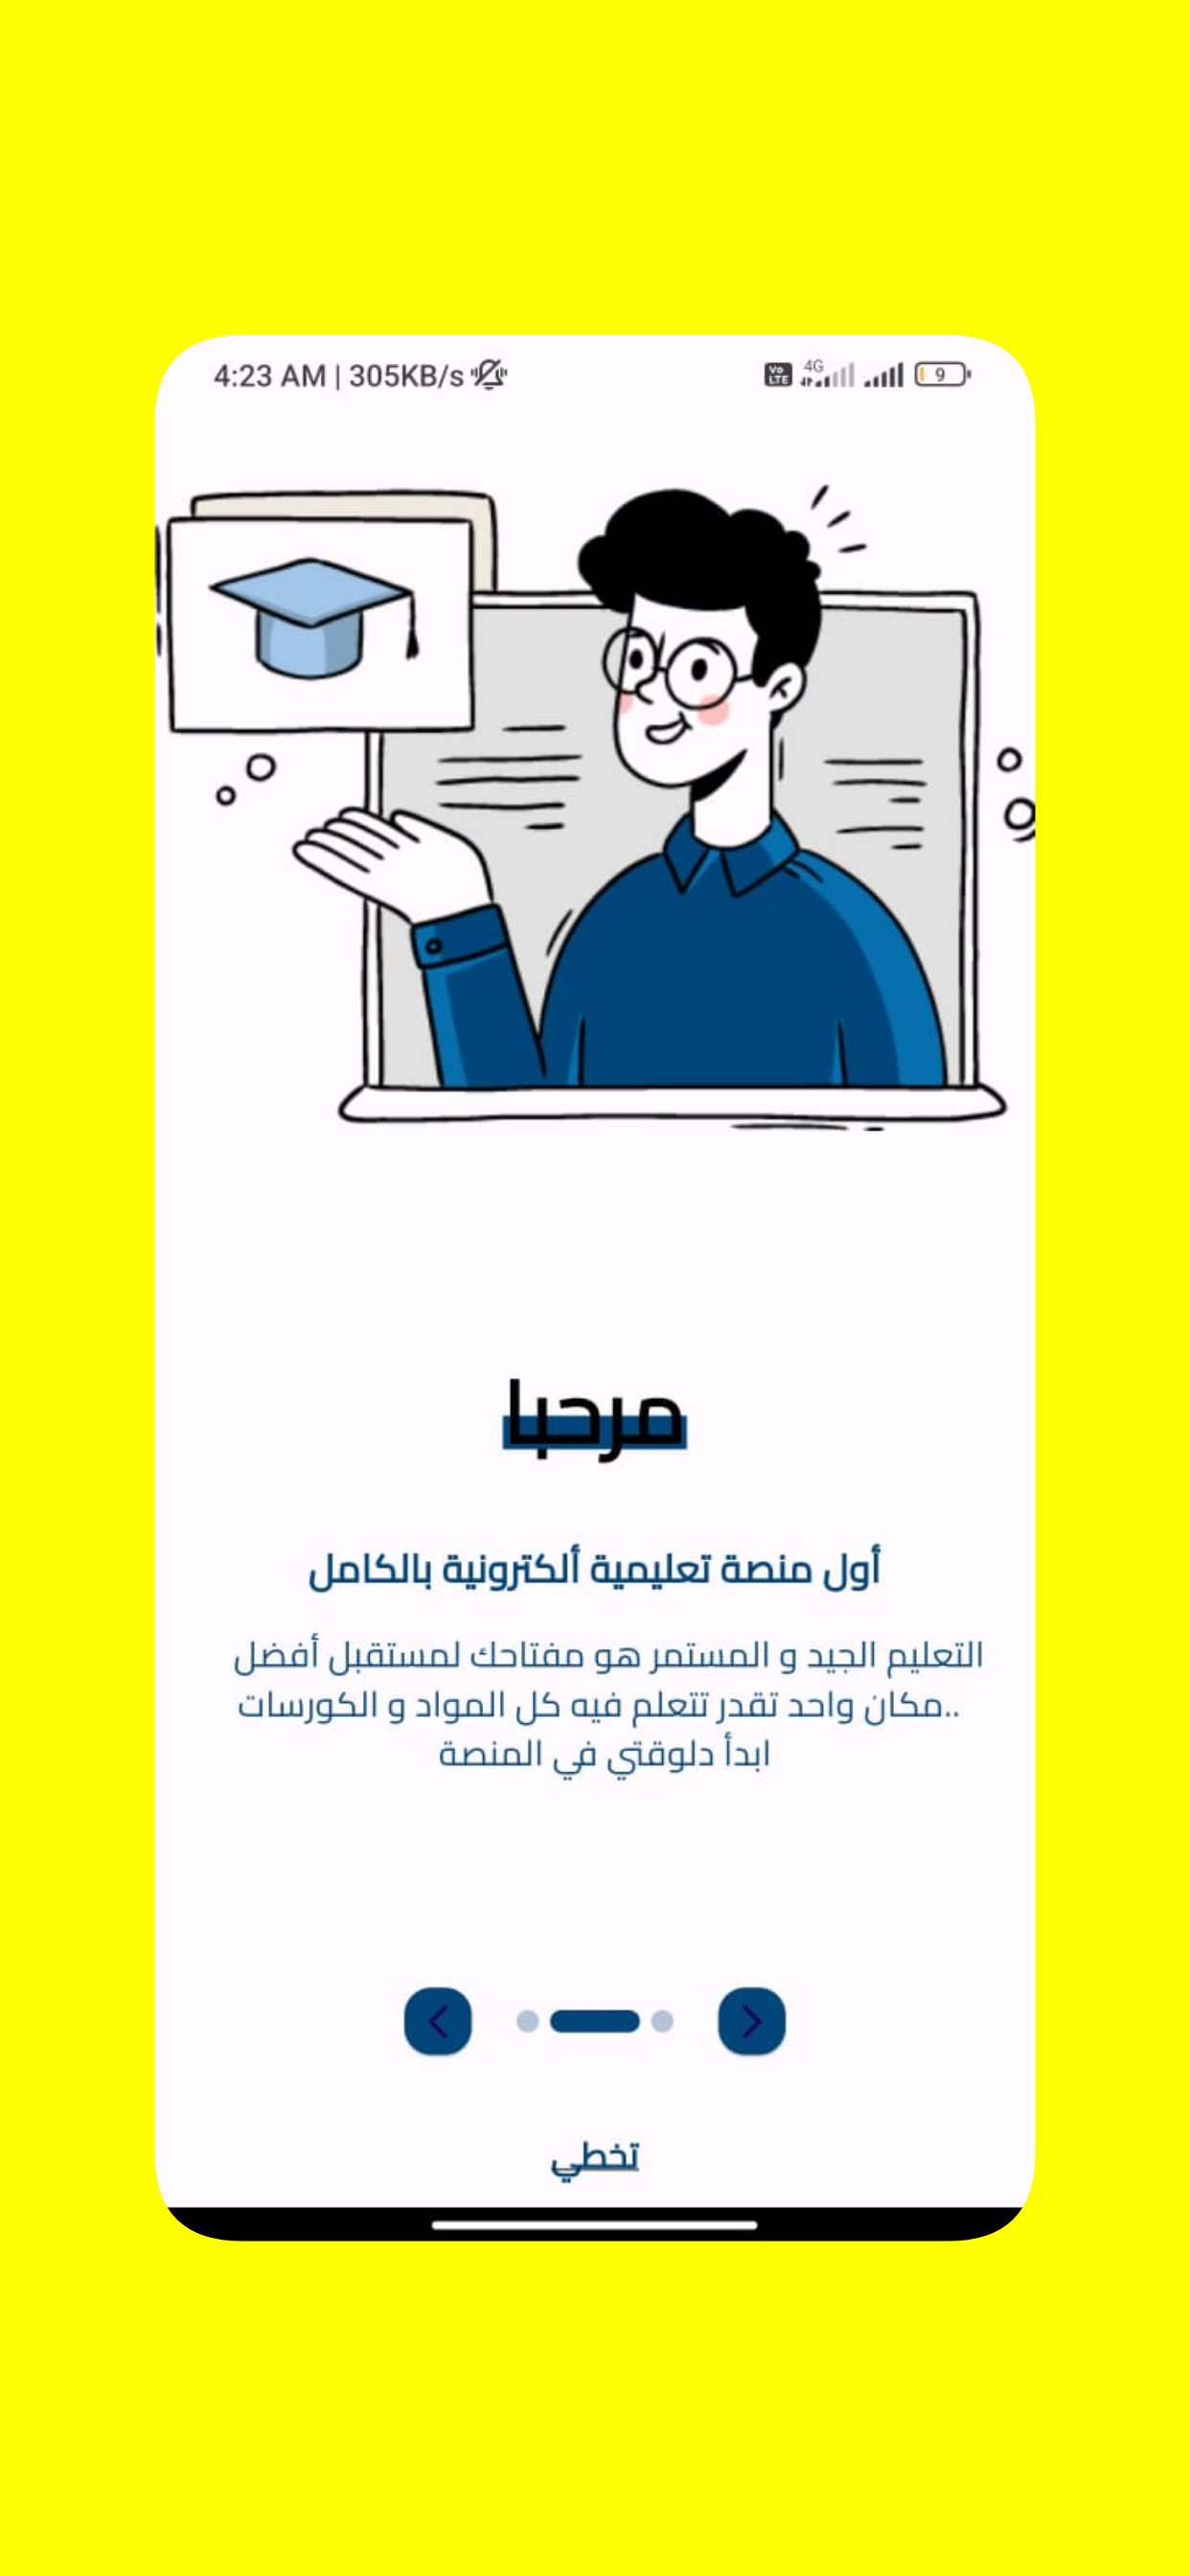 4:23 AM | 305KB/s
Vo LTE 4G 9
مرحبا
أول منصة تعليمية ألكترونية بالكامل
التعليم الجيد و المستمر هو مفتاحك لمستقبل أفضل
..مكان واحد تقدر تتعلم فيه كل المواد و الكورسات
ابدأ دلوقتي في المنصة
تخطي